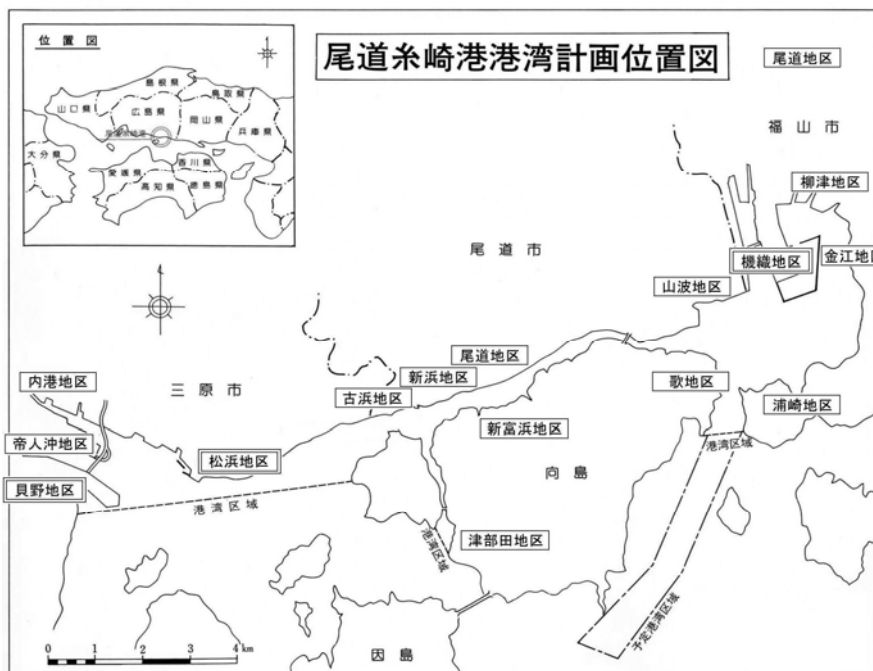 位置図
尾道糸崎港港湾計画位置図
尾道地区
島根県
鳥取県
山口県
広島県
岡山県
兵庫県
福山市
大分県
香川県
愛媛県
高知県
徳島県
柳津地区
尾道市
機織地区
金江地区
山波地区
尾道地区
内港地区
三原市
新浜地区
歌地区
古浜地区
浦崎地区
新富浜地区
帝人沖地区
松浜地区
向島
港湾区域
貝野地区
港湾区域
津部田地区
港湾区域
予定港湾区域
因島
0 1 2 3 4 km